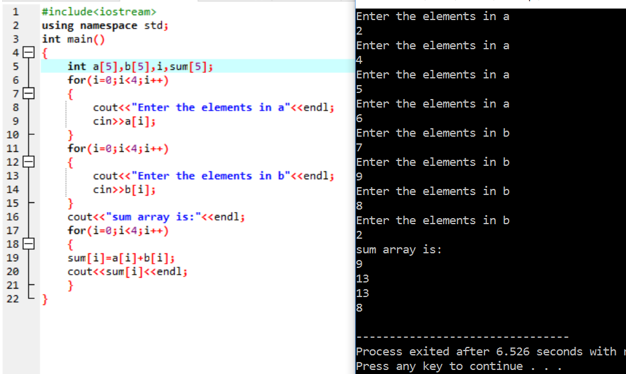 1 #include<iostream>
2 using namespace std;
3 int main()
4 {
5 int a[5],b[5],i,sum[5];
6 for(i=0;i<4;i++)
7 {
8 cout<<"Enter the elements in a"<<endl;
9 cin>>a[i];
10 }
11 for(i=0;i<4;i++)
12 {
13 cout<<"Enter the elements in b"<<endl;
14 cin>>b[i];
15 }
16 cout<<"sum array is:"<<endl;
17 for(i=0;i<4;i++)
18 {
19 sum[i]=a[i]+b[i];
20 cout<<sum[i]<<endl;
21 }
22 }
Enter the elements in a
2
Enter the elements in a
4
Enter the elements in a
5
Enter the elements in a
6
Enter the elements in b
7
Enter the elements in b
9
Enter the elements in b
8
Enter the elements in b
2
sum array is:
9
13
13
8
--------------------------------
Process exited after 6.526 seconds with
Press any key to continue . . .